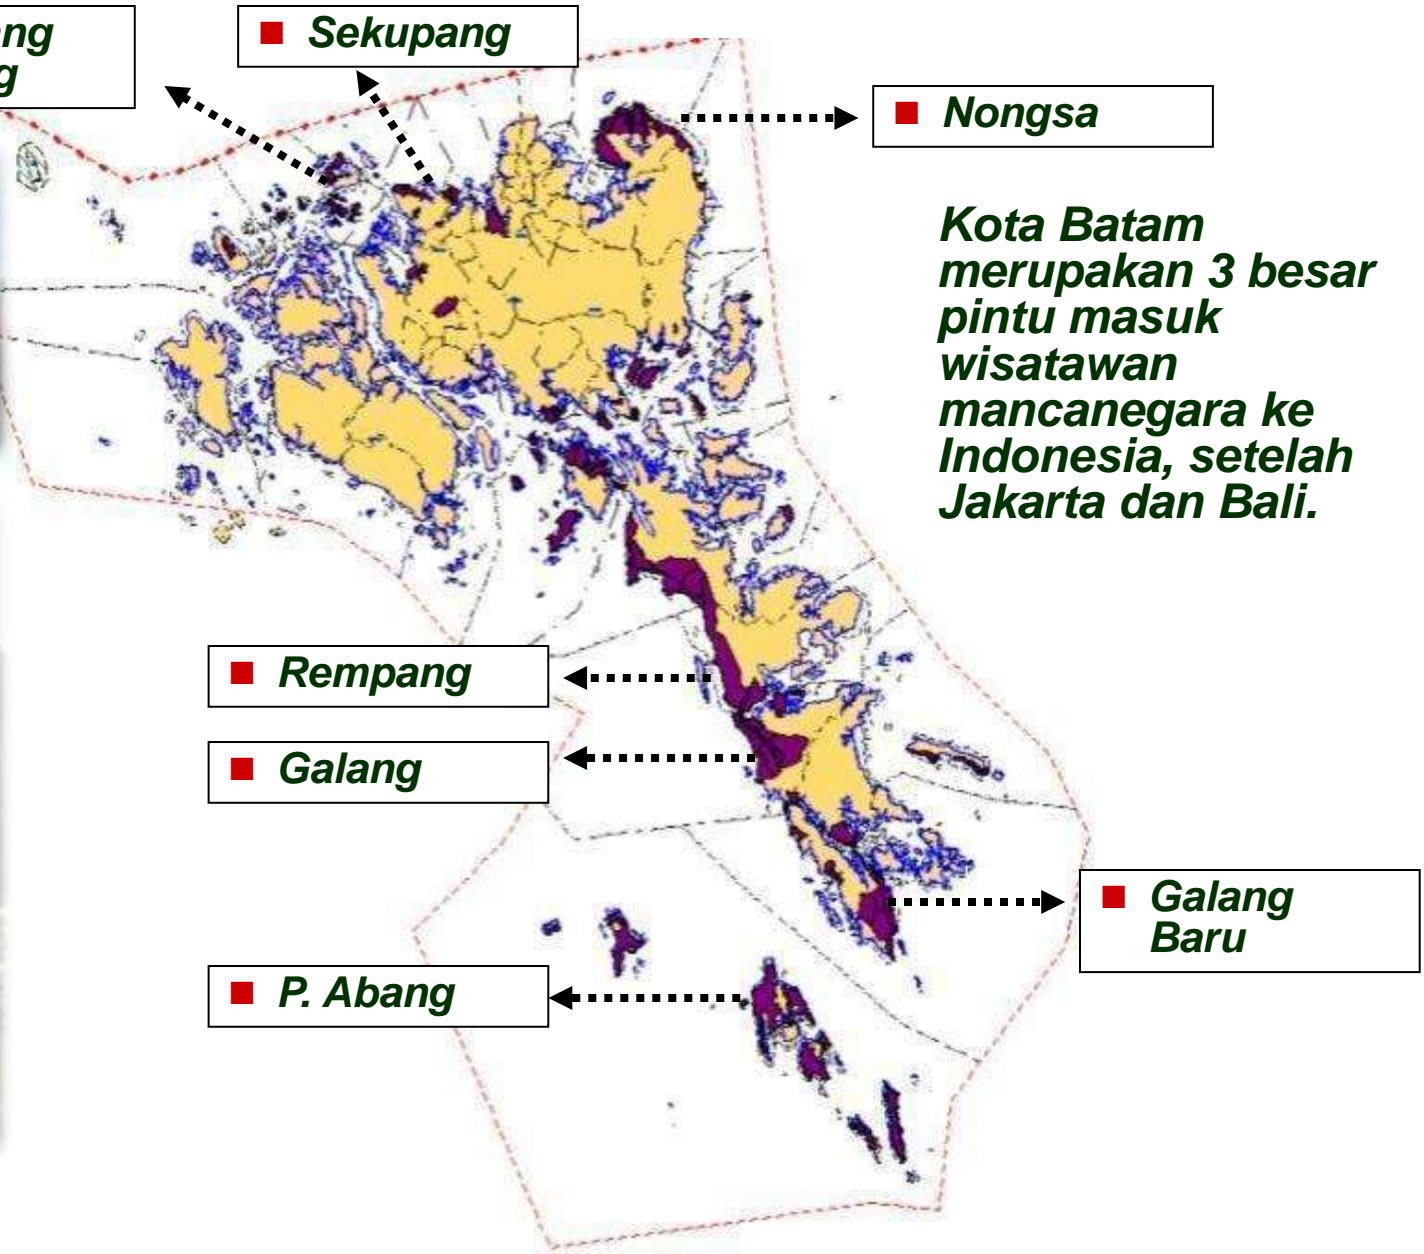 Sekupang
Nongsa
Kota Batam
merupakan 3 besar
pintu masuk
wisatawan
mancanegara ke
Indonesia, setelah
Jakarta dan Bali.
Rempang
Galang
Galang
Baru
P. Abang